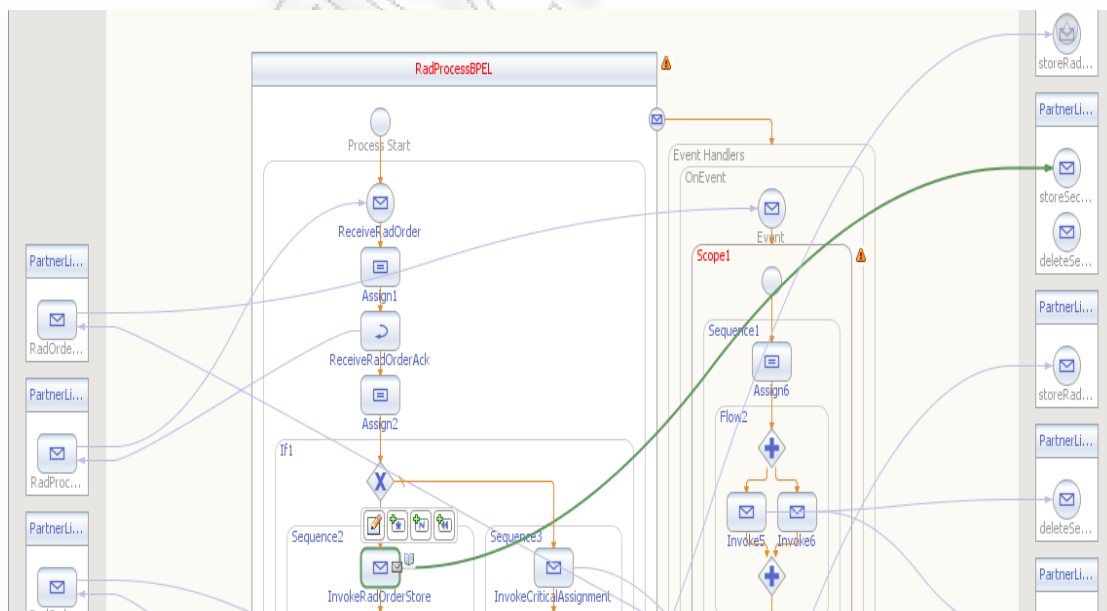 RadProcessBPEL
Process Start
ReceiveRadOrder
Assign1
ReceiveRadOrderAck
Assign2
If1
Sequence2
InvokeRadOrderStore
Sequence3
InvokeCriticalAssignment
Event Handlers
OnEvent
Event
Scope1
Sequence1
Assign6
Flow2
Invoke5
Invoke6
PartnerLi...
RadOrde...
PartnerLi...
RadProc...
PartnerLi...
storeRad...
PartnerLi...
storeSec...
deleteSe...
PartnerLi...
storeRad...
PartnerLi...
deleteSe...
PartnerLi...